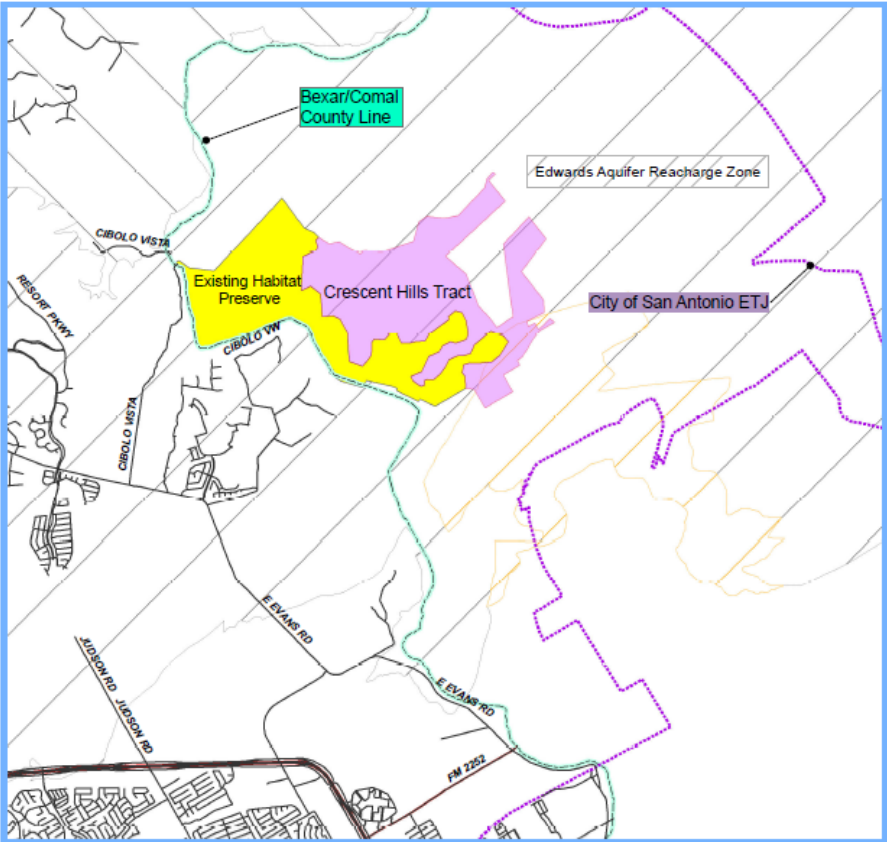 Bexar/Comal
County Line
Edwards Aquifer Reacharge Zone
CIBOLO VISTA
Existing Habitat
Preserve
Crescent Hills Tract
City of San Antonio ETJ
RESORT PKWY
CIBOLO VW
CIBOLO VISTA
E EVANS RD
JUDSON RD
JUDSON RD
E EVANS RD
FM 2252